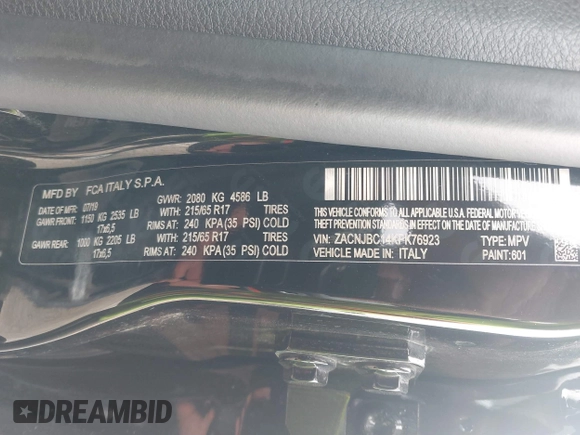 MFD BY FCA ITALY S.P.A.
DATE OF MFD: 07/19 GVWR: 2080 KG 4586 LB
GAWR FRONT: 1150 KG 2535 LB WITH: 215/65 R17 TIRES
17x6,5 RIMS AT: 240 KPA(35 PSI) COLD
GAWR REAR: 1000 KG 2205 LB WITH: 215/65 R17 TIRES
17x6,5 RIMS AT: 240 KPA(35 PSI) COLD
THIS VEHICLE CONFORMS TO ALL APPLICABLE U.S.A. FEDERAL MOTOR
THEFT PREVENTION STANDARDS IN EFFECT ON THE DATE OF MANUFACTURE
VIN: TYPE: MPV
VEHICLE MADE IN: ITALY PAINT: 601
DREAMBID